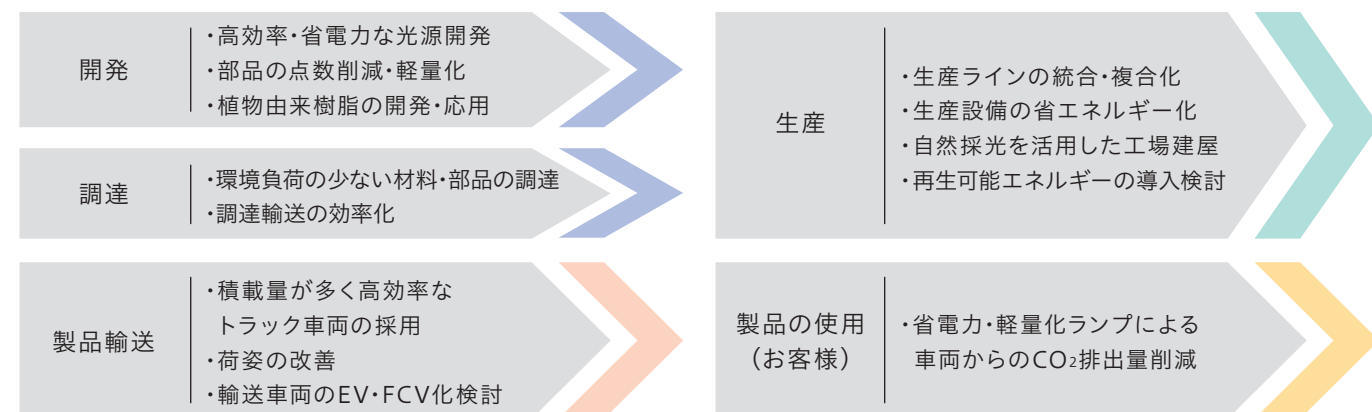 開発
・高効率・省電力な光源開発
・部品の点数削減・軽量化
・植物由来樹脂の開発・応用
調達
・環境負荷の少ない材料・部品の調達
・調達輸送の効率化
生産
・生産ラインの統合・複合化
・生産設備の省エネルギー化
・自然採光を活用した工場建屋
・再生可能エネルギーの導入検討
製品輸送
・積載量が多く高効率な
トラック車両の採用
・荷姿の改善
・輸送車両のEV・FCV化検討
製品の使用
（お客様）
・省電力・軽量化ランプによる
車両からのCO2排出量削減